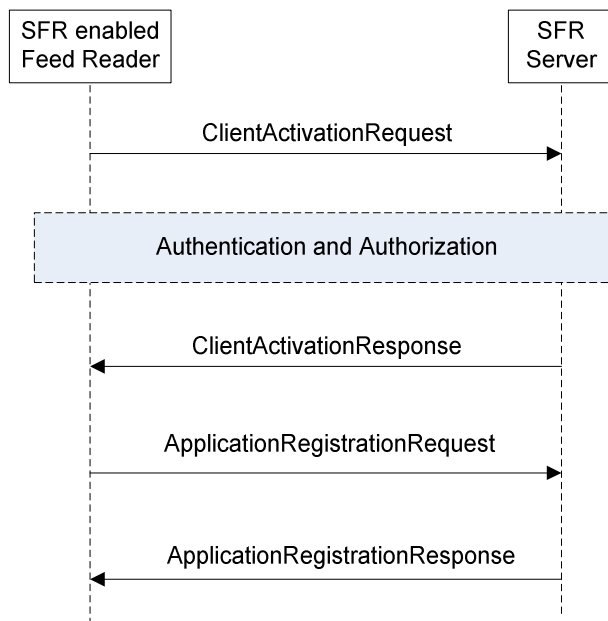 SFR enabled
Feed Reader
SFR
Server
ClientActivationRequest
Authentication and Authorization
ClientActivationResponse
ApplicationRegistrationRequest
ApplicationRegistrationResponse